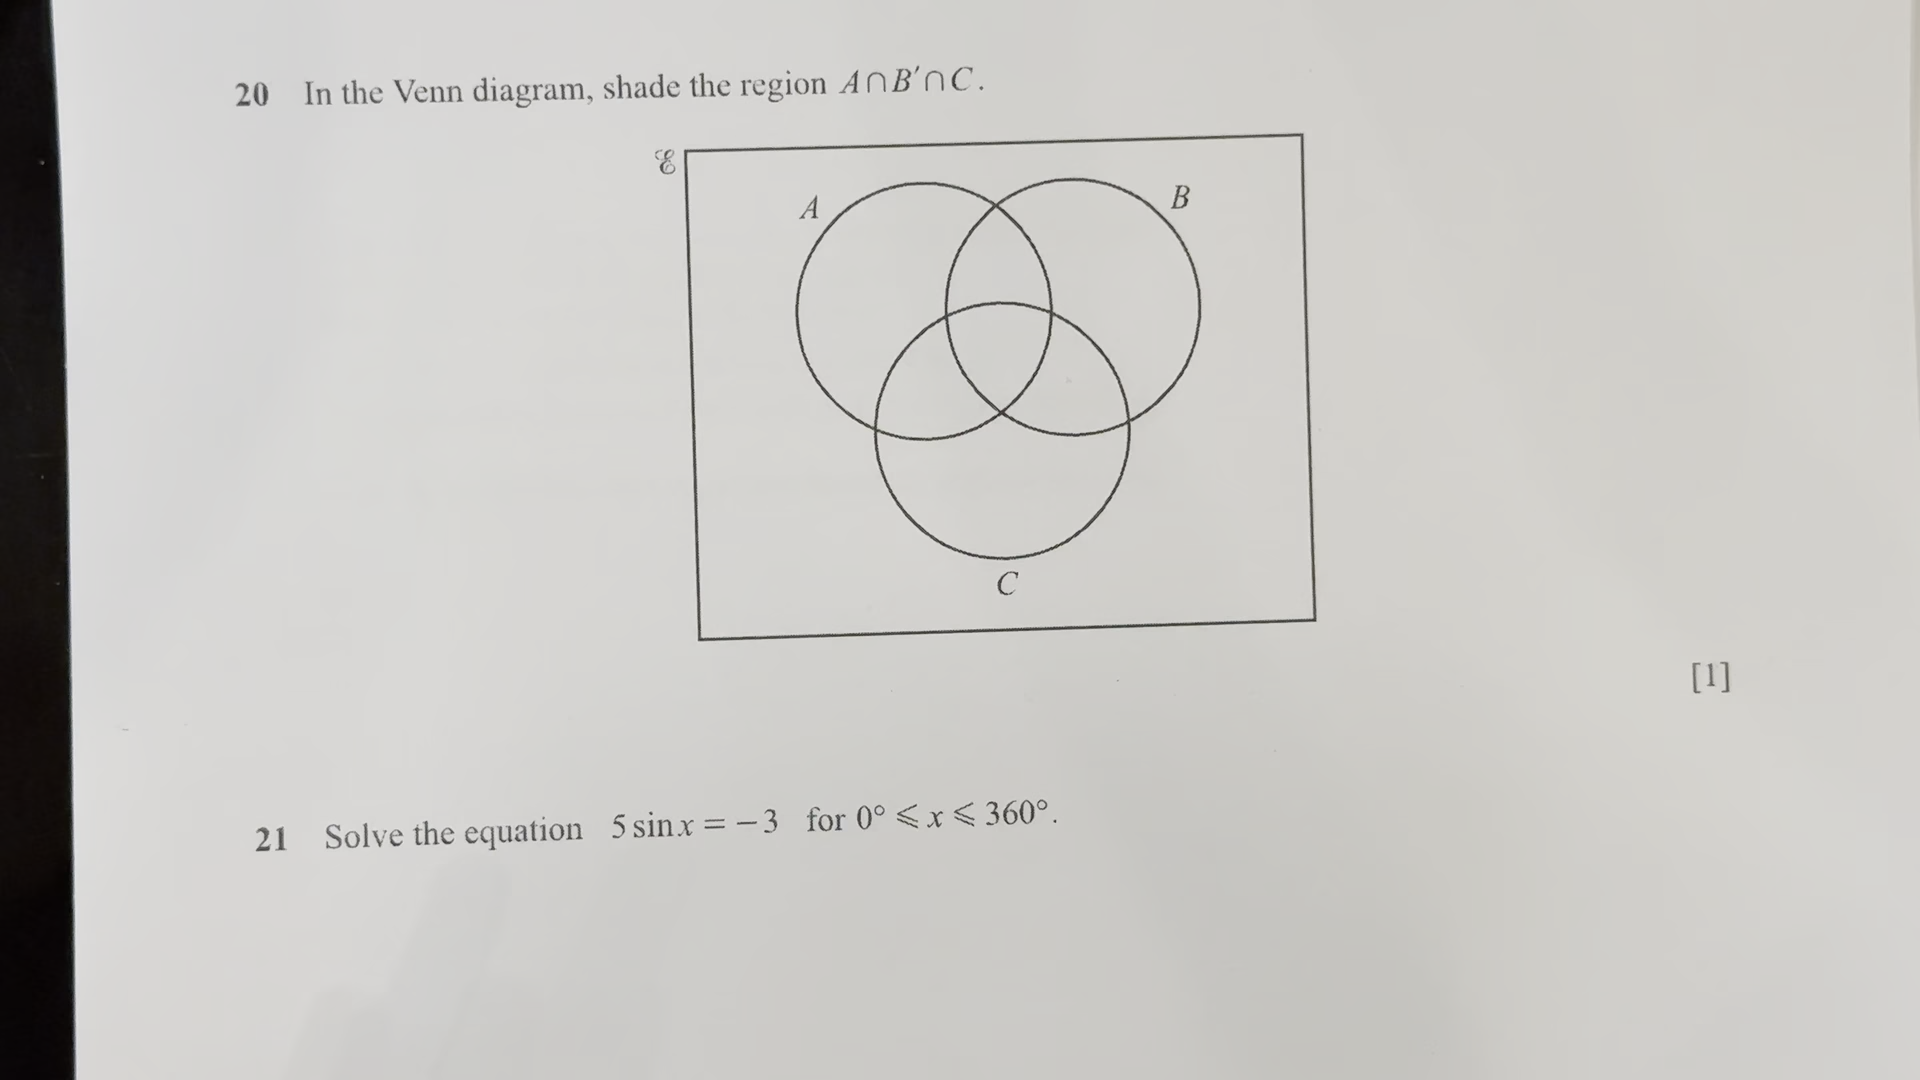 20 In the Venn diagram, shade the region A∩B′∩C.
ℰ
A
B
C
[1]
21 Solve the equation 5 sin x = −3 for 0° ⩽ x ⩽ 360°.